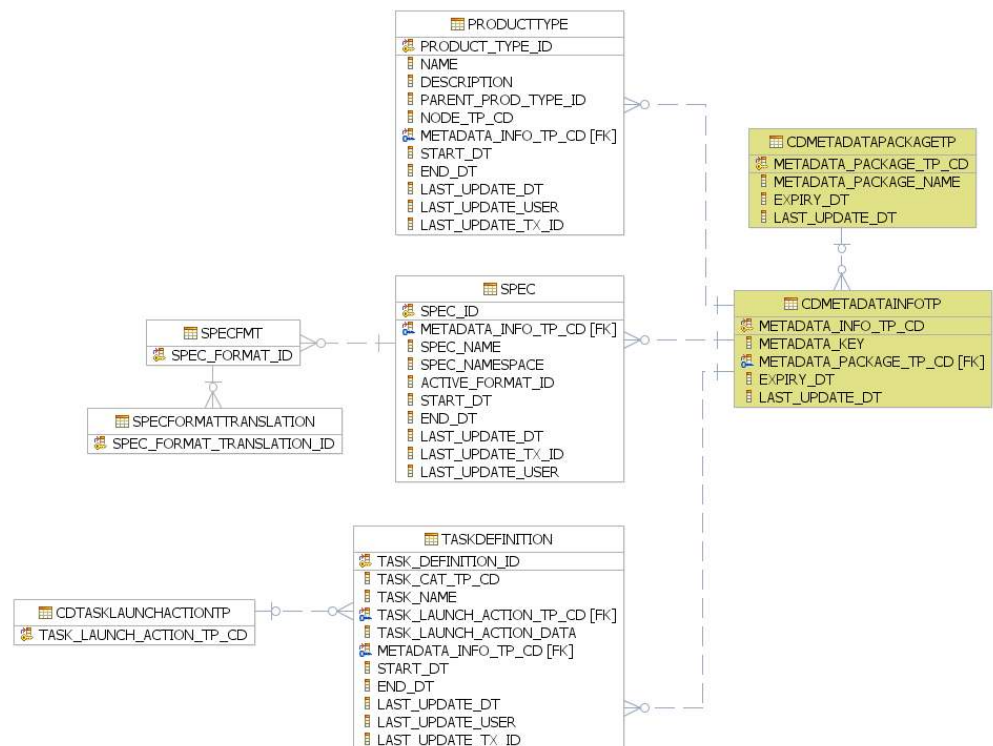 PRODUCTTYPE
PRODUCT_TYPE_ID
NAME
DESCRIPTION
PARENT_PROD_TYPE_ID
NODE_TP_CD
METADATA_INFO_TP_CD [FK]
START_DT
END_DT
LAST_UPDATE_DT
LAST_UPDATE_USER
LAST_UPDATE_TX_ID
CDMETADATAPACKAGETP
METADATA_PACKAGE_TP_CD
METADATA_PACKAGE_NAME
EXPIRY_DT
LAST_UPDATE_DT
SPEC
SPEC_ID
METADATA_INFO_TP_CD [FK]
SPEC_NAME
SPEC_NAMESPACE
ACTIVE_FORMAT_ID
START_DT
END_DT
LAST_UPDATE_DT
LAST_UPDATE_TX_ID
LAST_UPDATE_USER
CDMETADATAINFOTP
METADATA_INFO_TP_CD
METADATA_KEY
METADATA_PACKAGE_TP_CD [FK]
EXPIRY_DT
LAST_UPDATE_DT
SPECFMT
SPEC_FORMAT_ID
SPECFORMATTRANSLATION
SPEC_FORMAT_TRANSLATION_ID
TASKDEFINITION
TASK_DEFINITION_ID
TASK_CAT_TP_CD
TASK_NAME
TASK_LAUNCH_ACTION_TP_CD [FK]
TASK_LAUNCH_ACTION_DATA
METADATA_INFO_TP_CD [FK]
START_DT
END_DT
LAST_UPDATE_DT
LAST_UPDATE_USER
LAST_UPDATE_TX_ID
CDTASKLAUNCHACTIONTP
TASK_LAUNCH_ACTION_TP_CD